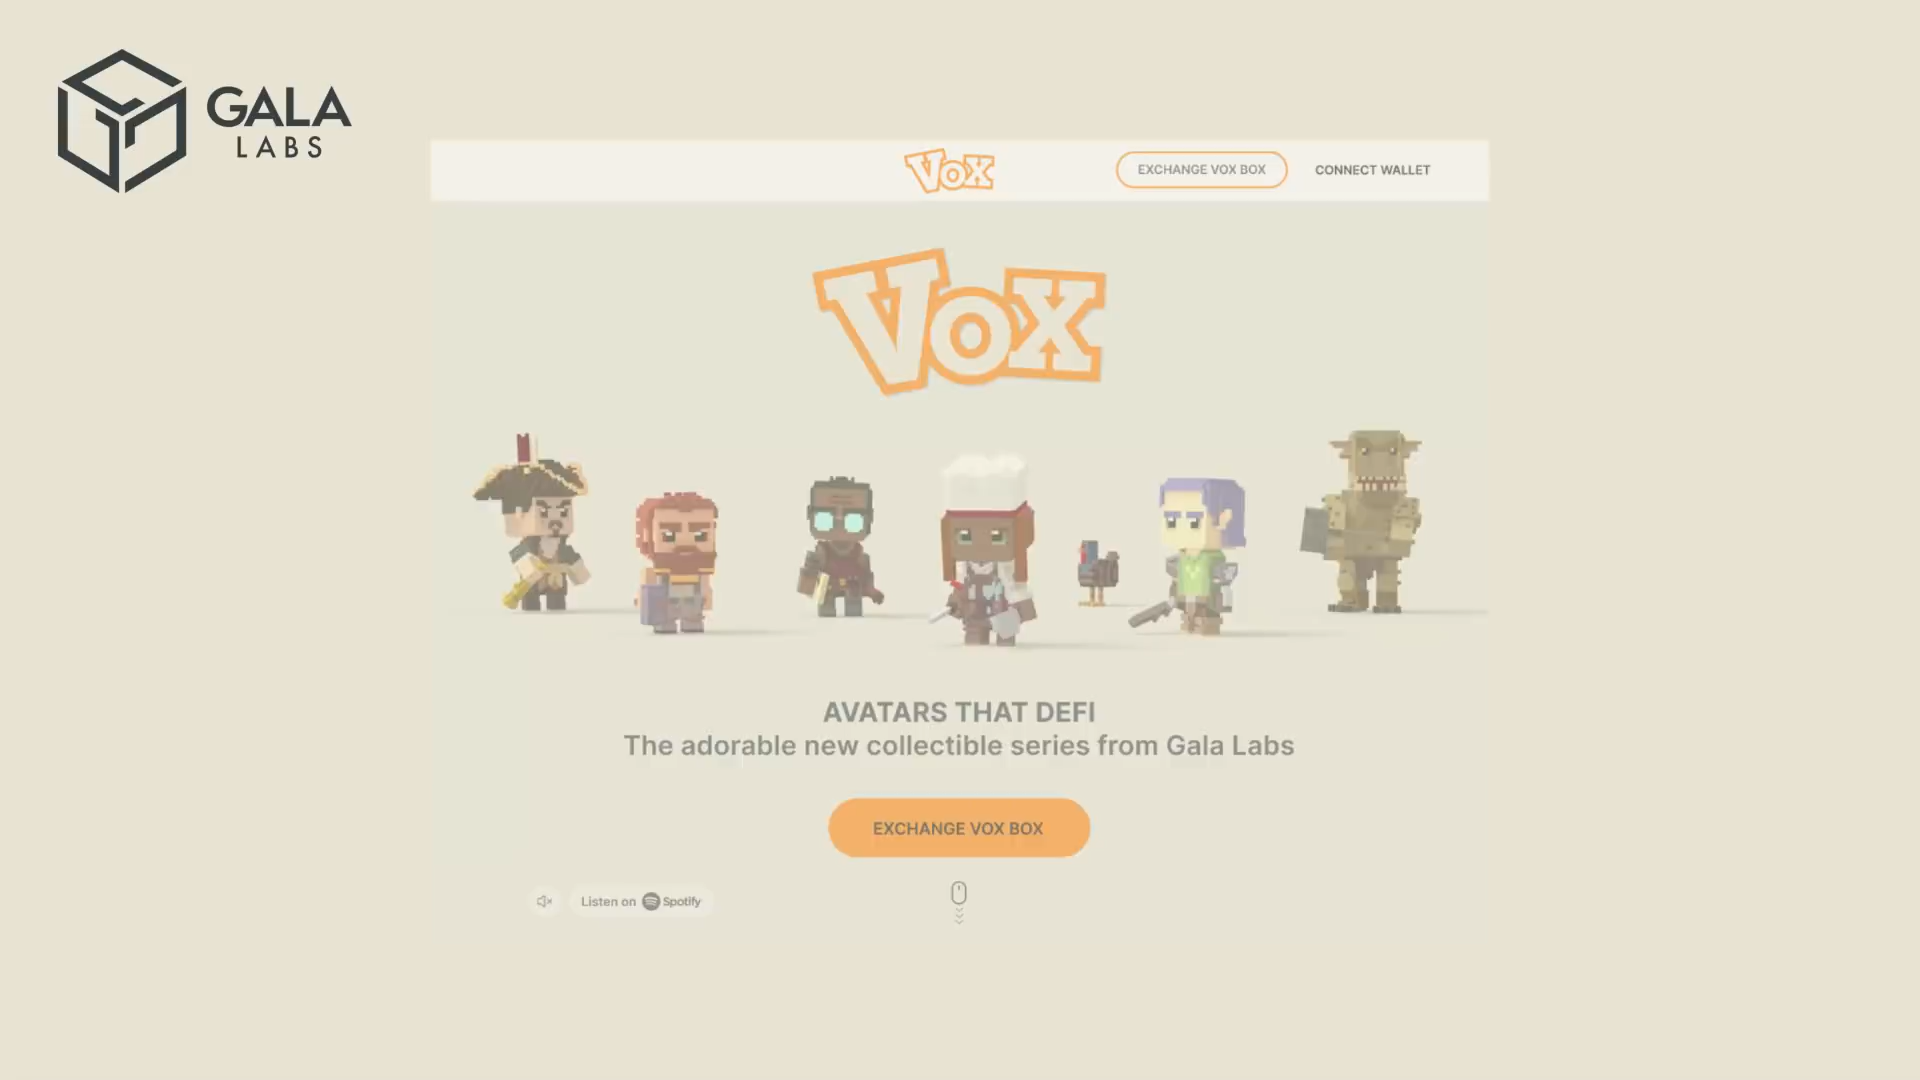 GALA
LABS
VOX
EXCHANGE VOX BOX
CONNECT WALLET
VOX
AVATARS THAT DEFI
The adorable new collectible series from Gala Labs
EXCHANGE VOX BOX
Listen on Spotify